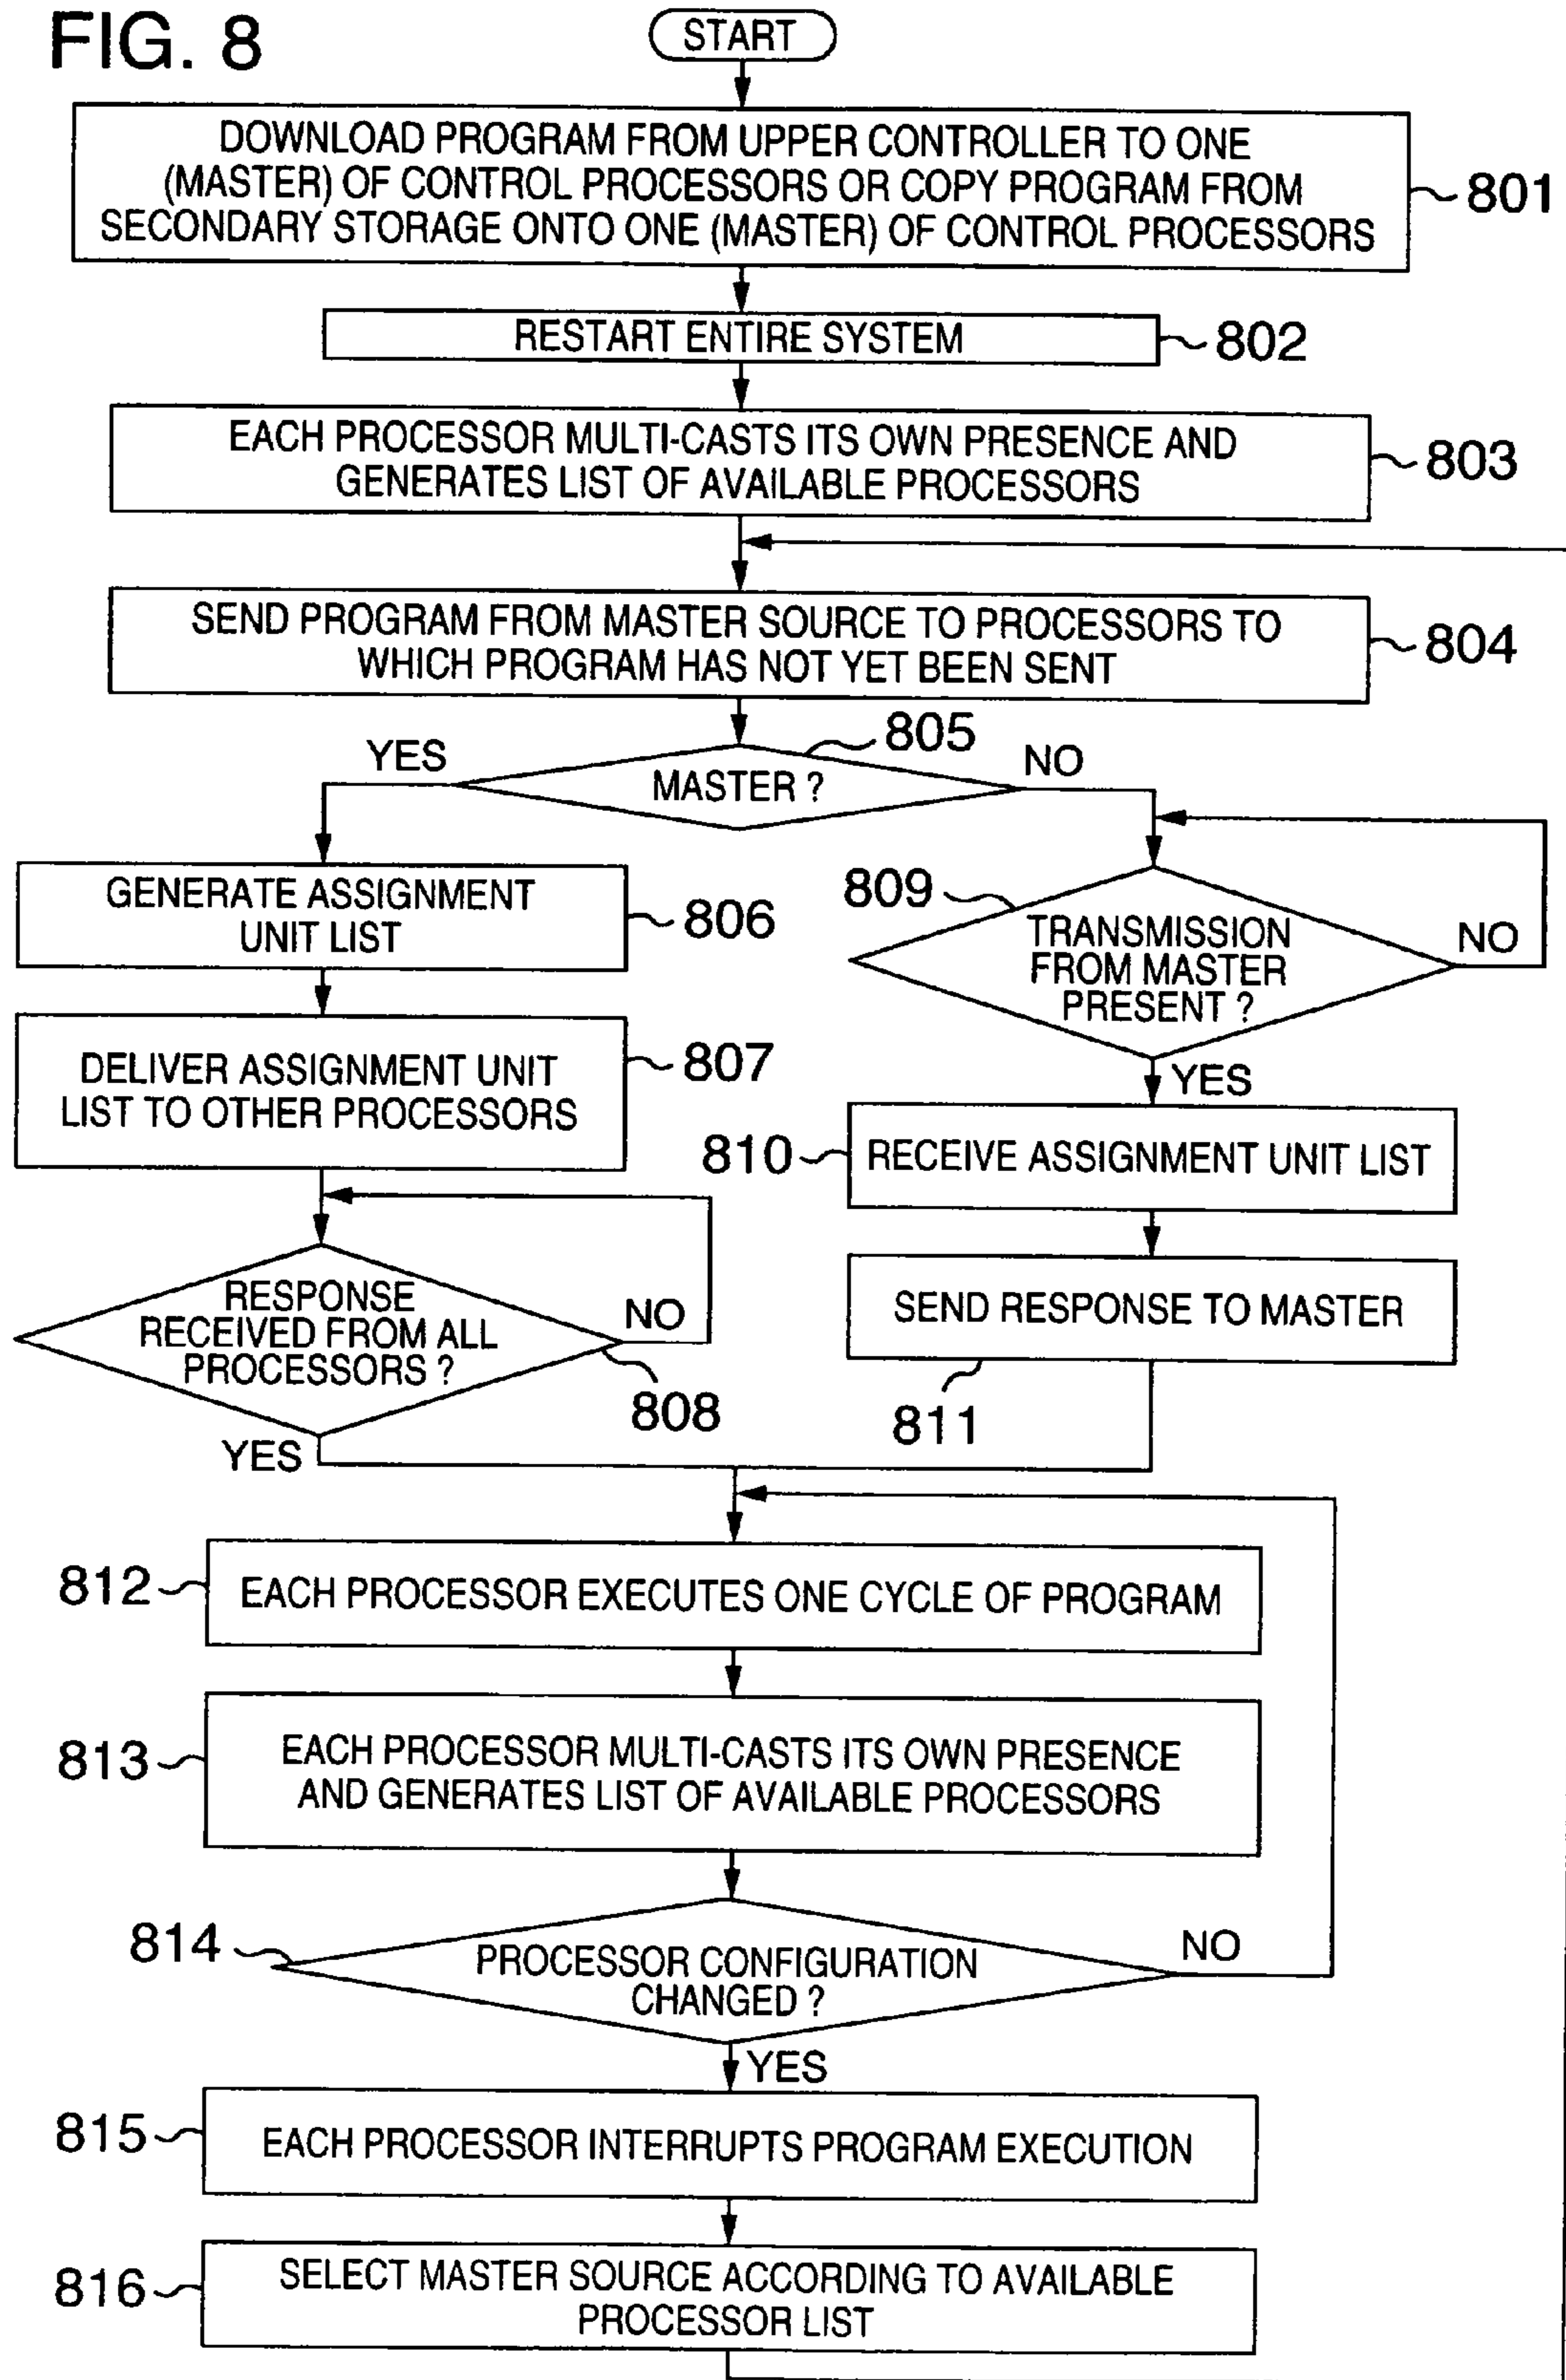 FIG. 8
START
DOWNLOAD PROGRAM FROM UPPER CONTROLLER TO ONE
(MASTER) OF CONTROL PROCESSORS OR COPY PROGRAM FROM
SECONDARY STORAGE ONTO ONE (MASTER) OF CONTROL PROCESSORS
801
RESTART ENTIRE SYSTEM
802
EACH PROCESSOR MULTI-CASTS ITS OWN PRESENCE AND
GENERATES LIST OF AVAILABLE PROCESSORS
803
SEND PROGRAM FROM MASTER SOURCE TO PROCESSORS TO
WHICH PROGRAM HAS NOT YET BEEN SENT
804
805
YES
MASTER ?
NO
GENERATE ASSIGNMENT
UNIT LIST
806
DELIVER ASSIGNMENT UNIT
LIST TO OTHER PROCESSORS
807
RESPONSE
RECEIVED FROM ALL
PROCESSORS ?
NO
808
YES
809
TRANSMISSION
FROM MASTER
PRESENT ?
NO
YES
810
RECEIVE ASSIGNMENT UNIT LIST
SEND RESPONSE TO MASTER
811
812
EACH PROCESSOR EXECUTES ONE CYCLE OF PROGRAM
813
EACH PROCESSOR MULTI-CASTS ITS OWN PRESENCE
AND GENERATES LIST OF AVAILABLE PROCESSORS
814
PROCESSOR CONFIGURATION
CHANGED ?
NO
YES
815
EACH PROCESSOR INTERRUPTS PROGRAM EXECUTION
816
SELECT MASTER SOURCE ACCORDING TO AVAILABLE
PROCESSOR LIST